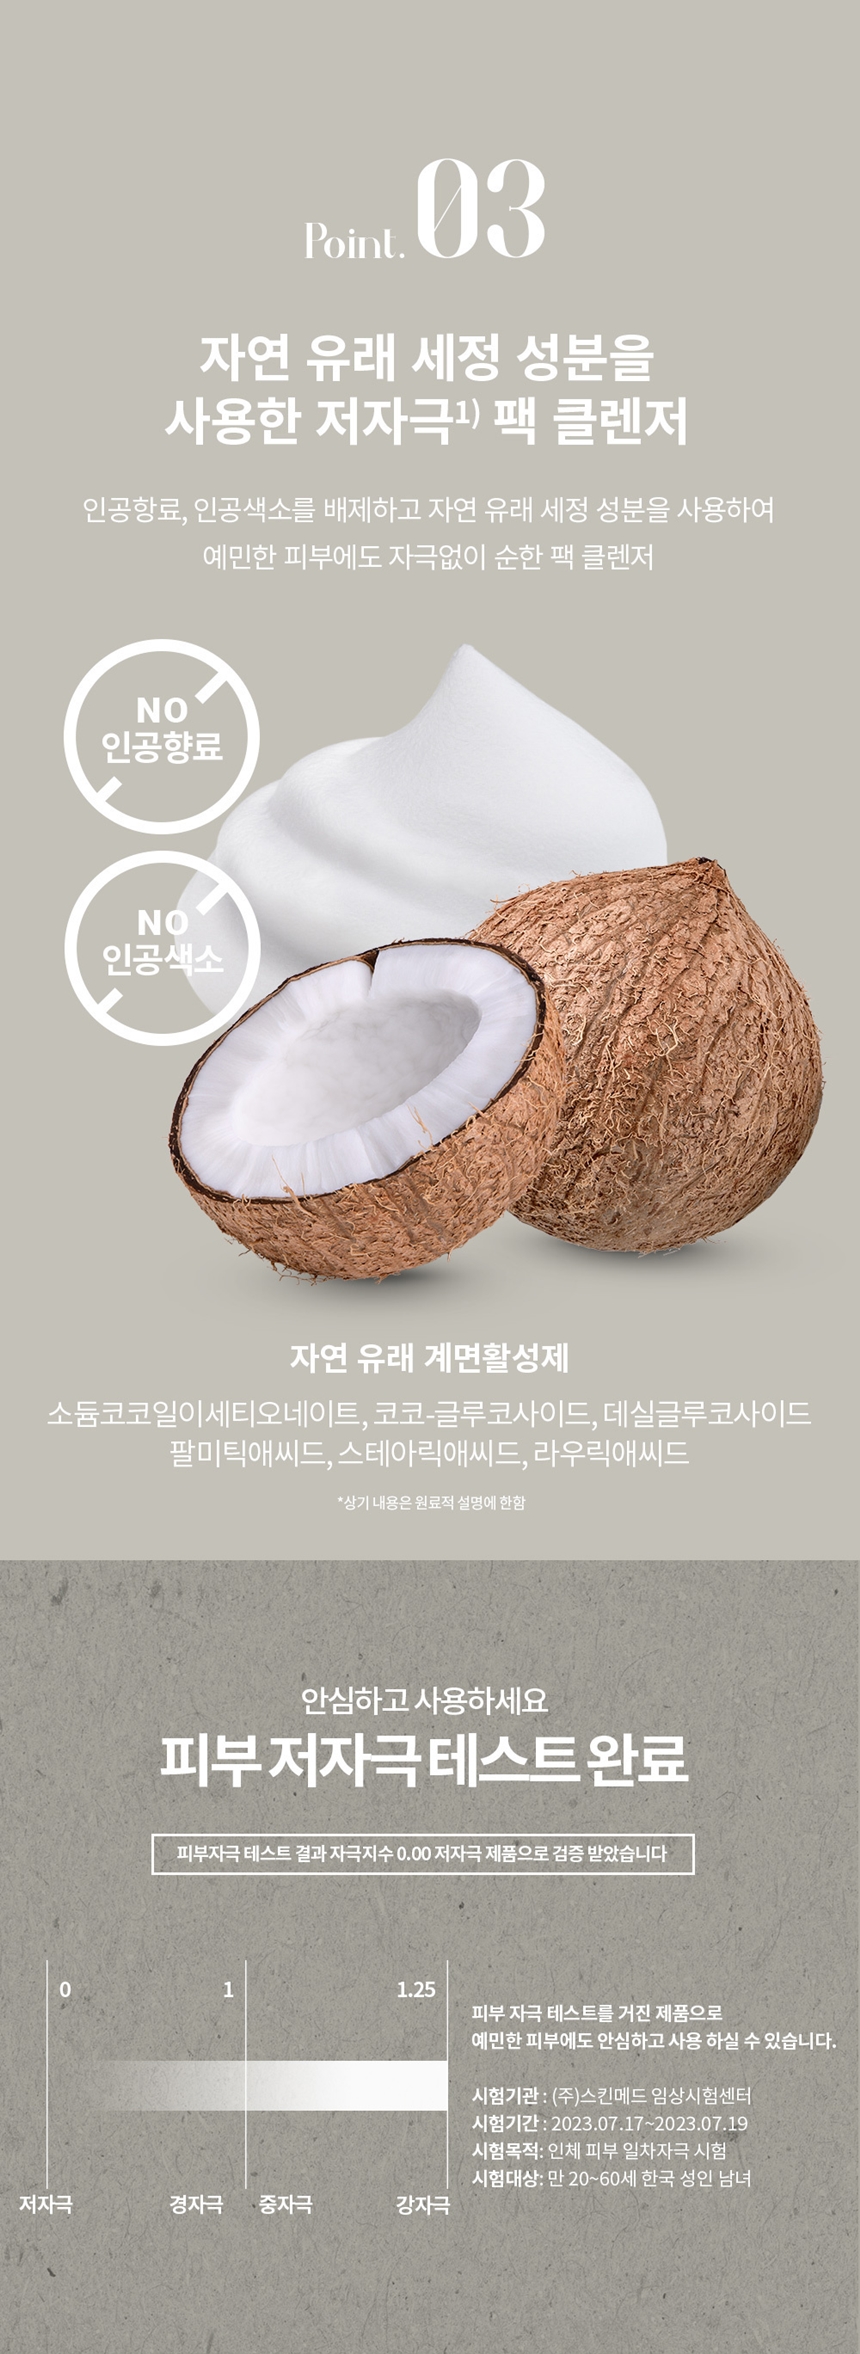 Point. 03
자연 유래 세정 성분을
사용한 저자극1) 팩 클렌저
인공향료, 인공색소를 배제하고 자연 유래 세정 성분을 사용하여
예민한 피부에도 자극없이 순한 팩 클렌저
NO
인공향료
NO
인공색소
자연 유래 계면활성제
소듐코코일이세티오네이트, 코코-글루코사이드, 데실글루코사이드
팔미틱애씨드, 스테아릭애씨드, 라우릭애씨드
*상기 내용은 원료적 설명에 한함
안심하고 사용하세요
피부 저자극 테스트 완료
피부자극 테스트 결과 자극지수 0.00 저자극 제품으로 검증 받았습니다
0 1 1.25
저자극 경자극 중자극 강자극
피부 자극 테스트를 거진 제품으로
예민한 피부에도 안심하고 사용 하실 수 있습니다.
시험기관 : (주)스킨메드 임상시험센터
시험기간 : 2023.07.17~2023.07.19
시험목적: 인체 피부 일차자극 시험
시험대상: 만 20~60세 한국 성인 남녀